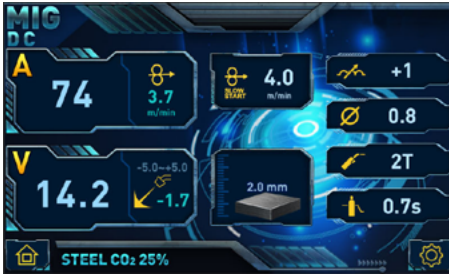 MIG
DC
A
74
3.7
m/min
SLOW
START
4.0
m/min
+1
0.8
V
14.2
-5.0~+5.0
-1.7
2.0 mm
2T
0.7s
STEEL CO₂ 25%